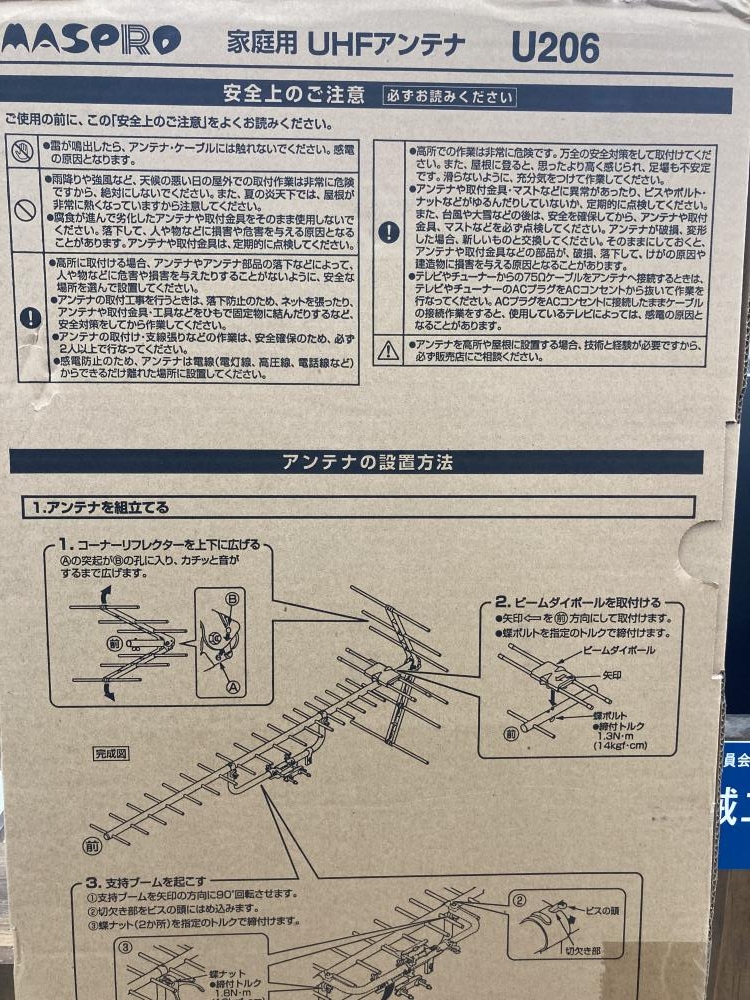 MASPRO 家庭用 UHFアンテナ U206
安全上のご注意 必ずお読みください
ご使用の前に、この「安全上のご注意」をよくお読みください。
●雷が鳴出したら、アンテナ・ケーブルには触れないでください。感電
の原因となります。
●雨降りや強風など、天候の悪い日の屋外での取付作業は非常に危険
ですから、絶対にしないでください。また、夏の炎天下では、屋根が
非常に熱くなっていますから注意してください。
●腐食が進んで劣化したアンテナや取付金具をそのまま使用しないで
ください。落下して、人や物などに損害や危害を与える原因となる
ことがあります。アンテナや取付金具は、定期的に点検してください。
●高所に取付ける場合、アンテナやアンテナ部品の落下などによって、
人や物などに危害や損害を与えたりすることがないように、安全な
場所を選んで設置してください。
●アンテナの取付工事を行うときは、落下防止のため、ネットを張ったり、
アンテナや取付金具・工具などをひもで固定物に結んだりするなど、
安全対策をしてから作業してください。
●アンテナの取付け・支線張りなどの作業は、安全確保のため、必ず
2人以上で行なってください。
●感電防止のため、アンテナは電線(電灯線、高圧線、電話線など)
からできるだけ離れた場所に設置してください。
●高所での作業は非常に危険です。万全の安全対策をして取付けてくだ
さい。また、屋根に登ると、思ったより高く感じられ、足場も不安定
です。滑らないように、充分気をつけて作業してください。
●アンテナや取付金具・マストなどに異常があったり、ビスやボルト・
ナットなどがゆるんだりしていないか、定期的に点検してください。
また、台風や大雪などの後は、安全を確保してから、アンテナや取付
金具、マストなどを必ず点検してください。アンテナが破損、変形
した場合、新しいものと交換してください。そのままにしておくと、
アンテナや取付金具などの部品が、破損、落下して、けがの原因や
建造物に損害を与える原因となることがあります。
●テレビやチューナーからの75Ωケーブルをアンテナへ接続するときは、
テレビやチューナーのACプラグをACコンセントから抜いて作業を
行なってください。ACプラグをACコンセントに接続したままケーブル
の接続作業をすると、使用しているテレビによっては、感電の原因と
なることがあります。
●アンテナを高所や屋根に設置する場合、技術と経験が必要ですから、
必ず販売店にご相談ください。
アンテナの設置方法
1.アンテナを組立てる
1. コーナーリフレクターを上下に広げる
Ⓐの突起がⒷの孔に入り、カチッと音が
するまで広げます。
前
Ⓑ
Ⓐ
2. ビームダイポールを取付ける
●矢印⇦を前方向にして取付けます。
●蝶ボルトを指定のトルクで締付けます。
ビームダイポール
矢印
前
蝶ボルト
●締付トルク
1.3N·m
(14kgf·cm)
完成図
前
3. 支持ブームを起こす
①支持ブームを矢印の方向に90°回転させます。
②切欠き部をビスの頭にはめ込みます。
③蝶ナット(2か所)を指定のトルクで締付けます。
②
ビスの頭
切欠き部
③
蝶ナット
●締付トルク
1.8N·m
員会